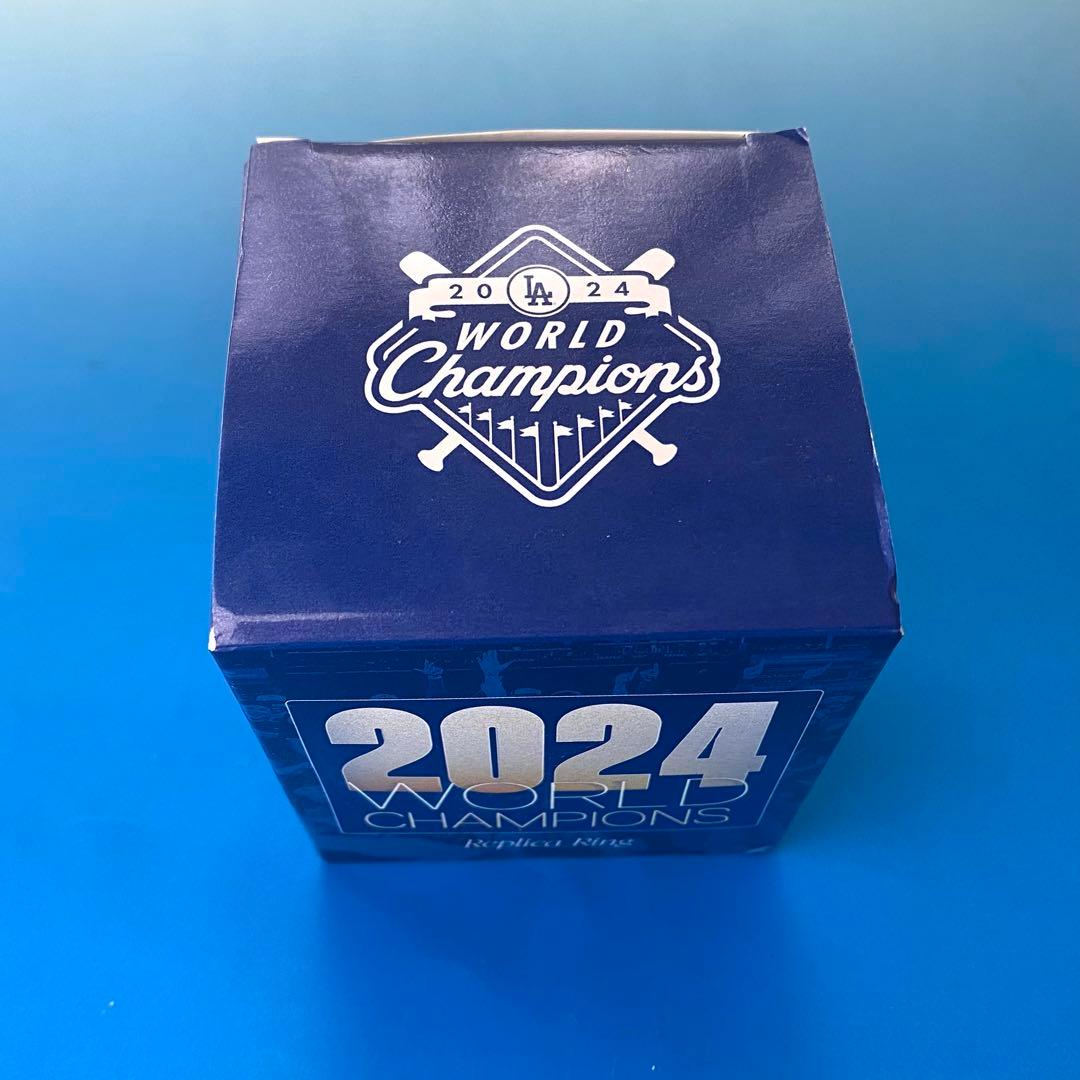 20 LA 24
WORLD
Champions
2024
WORLD
CHAMPIONS
Replica Ring